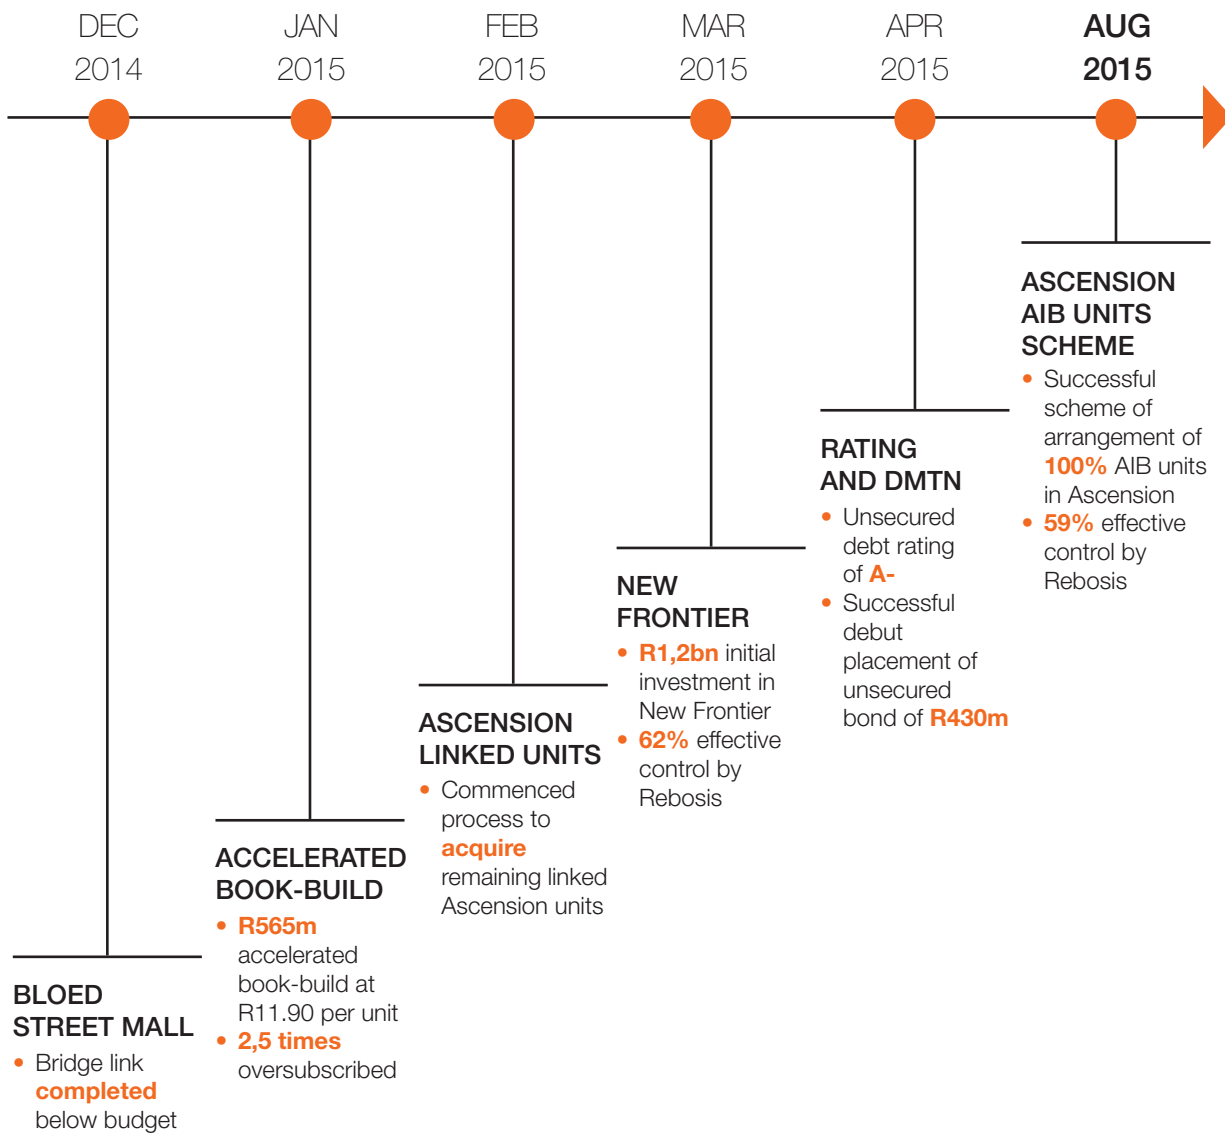 DEC
2014
JAN
2015
FEB
2015
MAR
2015
APR
2015
AUG
2015
BLOED
STREET MALL
• Bridge link
completed
below budget
ACCELERATED
BOOK-BUILD
• R565m
accelerated
book-build at
R11.90 per unit
• 2,5 times
oversubscribed
ASCENSION
LINKED UNITS
• Commenced
process to
acquire
remaining linked
Ascension units
NEW
FRONTIER
• R1,2bn initial
investment in
New Frontier
• 62% effective
control by
Rebosis
RATING
AND DMTN
• Unsecured
debt rating
of A-
• Successful
debut
placement of
unsecured
bond of R430m
ASCENSION
AIB UNITS
SCHEME
• Successful
scheme of
arrangement of
100% AIB units
in Ascension
• 59% effective
control by
Rebosis